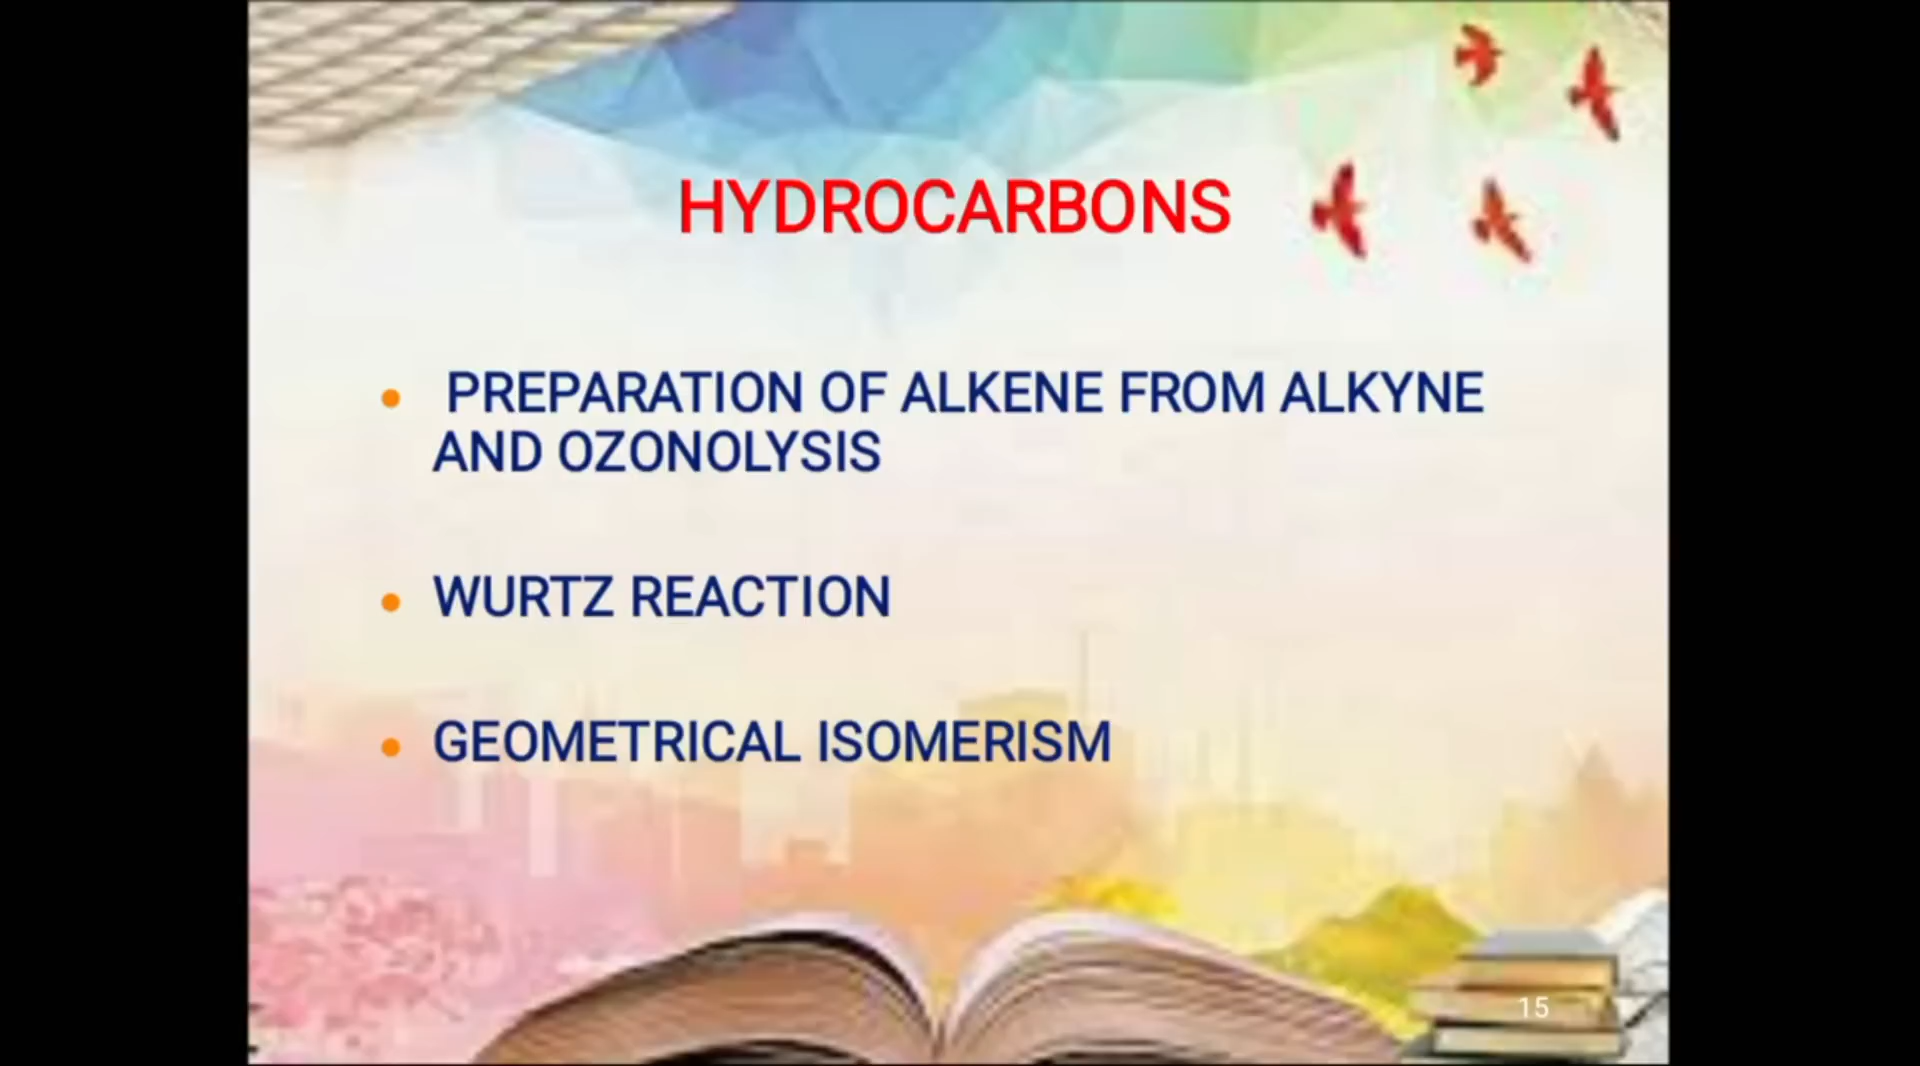 HYDROCARBONS
• PREPARATION OF ALKENE FROM ALKYNE
AND OZONOLYSIS
• WURTZ REACTION
• GEOMETRICAL ISOMERISM
15